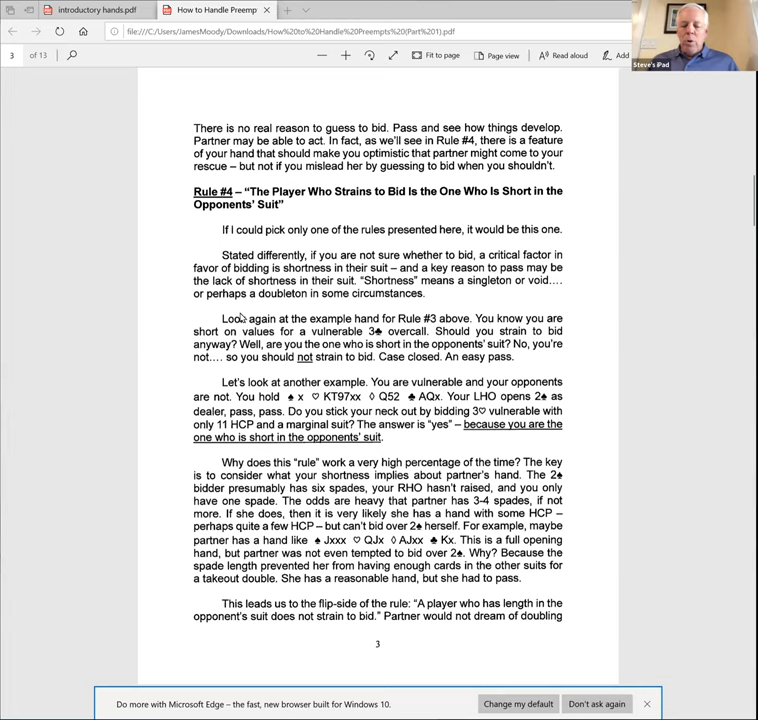 introductory hands.pdf
How to Handle Preempt
file:///C:/Users/JamesMoody/Downloads/How%20to%20Handle%20Preempts%20(Part%201).pdf
3 of 13
Fit to page
Page view
Read aloud
Add
Steve's iPad
There is no real reason to guess to bid. Pass and see how things develop.
Partner may be able to act. In fact, as we'll see in Rule #4, there is a feature
of your hand that should make you optimistic that partner might come to your
rescue – but not if you mislead her by guessing to bid when you shouldn't.
Rule #4 – “The Player Who Strains to Bid Is the One Who Is Short in the
Opponents' Suit”
If I could pick only one of the rules presented here, it would be this one.
Stated differently, if you are not sure whether to bid, a critical factor in
favor of bidding is shortness in their suit – and a key reason to pass may be
the lack of shortness in their suit. “Shortness” means a singleton or void….
or perhaps a doubleton in some circumstances.
Look again at the example hand for Rule #3 above. You know you are
short on values for a vulnerable 3♣ overcall. Should you strain to bid
anyway? Well, are you the one who is short in the opponents' suit? No, you're
not…. so you should not strain to bid. Case closed. An easy pass.
Let's look at another example. You are vulnerable and your opponents
are not. You hold ♠ x ♡ KT97xx ◊ Q52 ♣ AQx. Your LHO opens 2♠ as
dealer, pass, pass. Do you stick your neck out by bidding 3♡ vulnerable with
only 11 HCP and a marginal suit? The answer is “yes” – because you are the
one who is short in the opponents' suit.
Why does this “rule” work a very high percentage of the time? The key
is to consider what your shortness implies about partner's hand. The 2♠
bidder presumably has six spades, your RHO hasn't raised, and you only
have one spade. The odds are heavy that partner has 3-4 spades, if not
more. If she does, then it is very likely she has a hand with some HCP –
perhaps quite a few HCP – but can't bid over 2♠ herself. For example, maybe
partner has a hand like ♠ Jxxx ♡ QJx ◊ AJxx ♣ Kx. This is a full opening
hand, but partner was not even tempted to bid over 2♠. Why? Because the
spade length prevented her from having enough cards in the other suits for
a takeout double. She has a reasonable hand, but she had to pass.
This leads us to the flip-side of the rule: “A player who has length in the
opponent's suit does not strain to bid.” Partner would not dream of doubling
3
Do more with Microsoft Edge – the fast, new browser built for Windows 10.
Change my default
Don't ask again